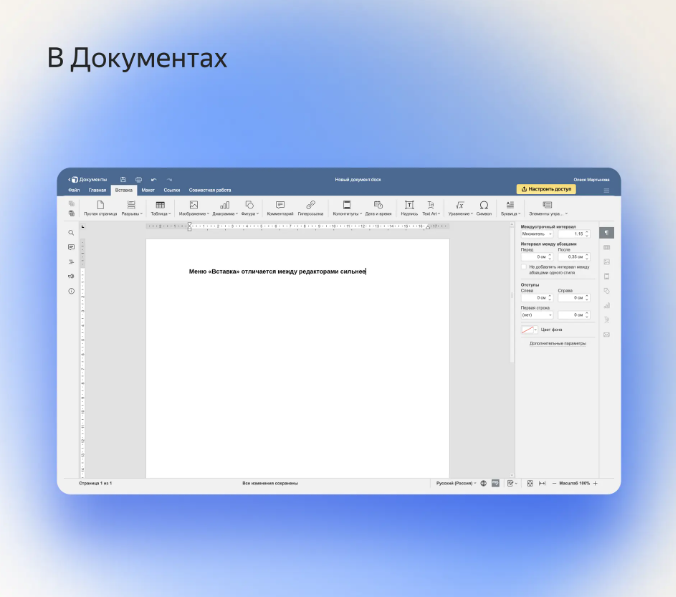 В Документах
Документы
Новый документ.docx
Файл Главная Вставка Макет Ссылки Совместная работа
Настроить доступ
Пустая страница Разрывы Таблица Изображение Диаграмма Фигура Комментарий Гиперссылка Колонтитулы Дата и время Надпись Text Art Уравнение Символ Буквица
Междустрочный интервал
Множитель 1.15
Интервал между абзацами
Перед После
0 см 0.35 см
Не добавлять интервал между
абзацами одного стиля
Отступы
Слева Справа
0 см 0 см
Первая строка
(нет) 0 см
Цвет фона
Дополнительные параметры
Меню «Вставка» отличается между редакторами сильнее
Страница 1 из 1 Все изменения сохранены Русский (Россия) Масштаб 100%